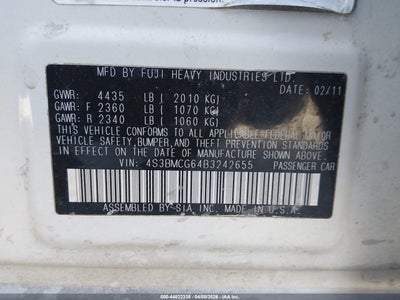 MFD BY FUJI HEAVY INDUSTRIES LTD.
GVWR: 4435 LB ( 2010 KG) DATE: 02/11
GAWR: F 2360 LB ( 1070 KG)
GAWR: R 2340 LB ( 1060 KG)
THIS VEHICLE CONFORMS TO ALL APPLICABLE FEDERAL MOTOR
VEHICLE SAFETY, BUMPER, AND THEFT PREVENTION STANDARDS
IN EFFECT ON THE DATE OF MANUFACTURE SHOWN ABOVE.
VIN: 4S3BMCG64B3242655 PASSENGER CAR
ASSEMBLED BY SIA INC. MADE IN U.S.A.